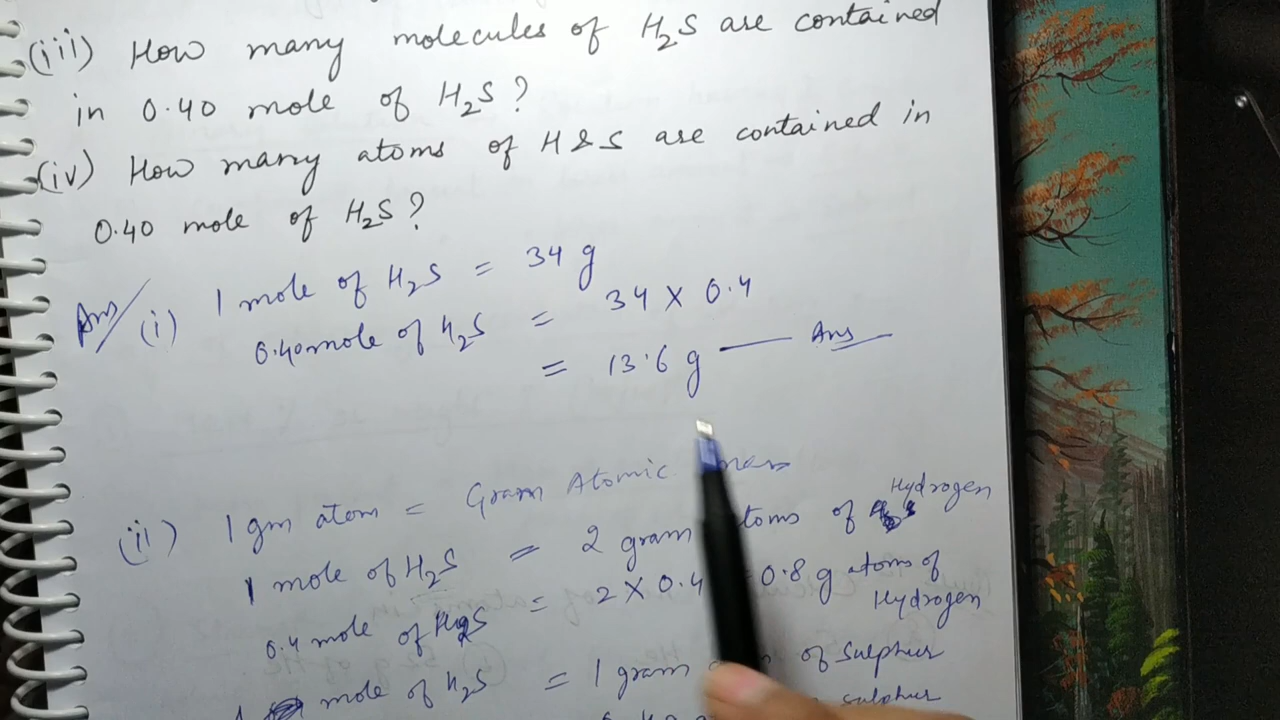 (iii) How many molecules of H₂S are contained
in 0.40 mole of H₂S?
(iv) How many atoms of H & S are contained in
0.40 mole of H₂S?
Ans/ (i) 1 mole of H₂S = 34 g
0.40 mole of H₂S = 34 X 0.4
= 13.6 g — Ans
(ii) 1 gm atom = Gram Atomic mass
1 mole of H₂S = 2 gram atoms of Hydrogen
0.4 mole of H₂S = 2 X 0.4 = 0.8 g atoms of
Hydrogen
mole of H₂S = 1 gram of Sulphur
sulphur